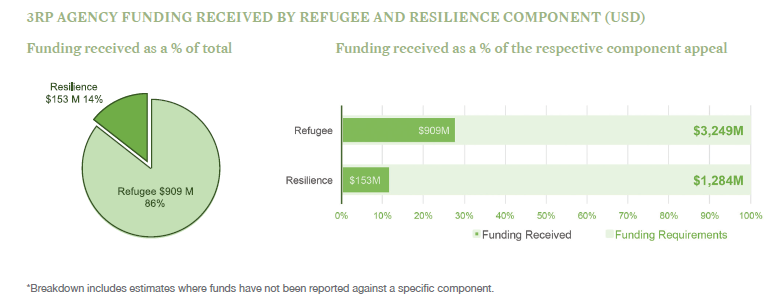 3RP AGENCY FUNDING RECEIVED BY REFUGEE AND RESILIENCE COMPONENT (USD)
Funding received as a % of total
Funding received as a % of the respective component appeal
Resilience
$153 M 14%
Refugee $909 M
86%
Refugee
$909M
$3,249M
Resilience
$153M
$1,284M
0% 10% 20% 30% 40% 50% 60% 70% 80% 90% 100%
Funding Received
Funding Requirements
*Breakdown includes estimates where funds have not been reported against a specific component.